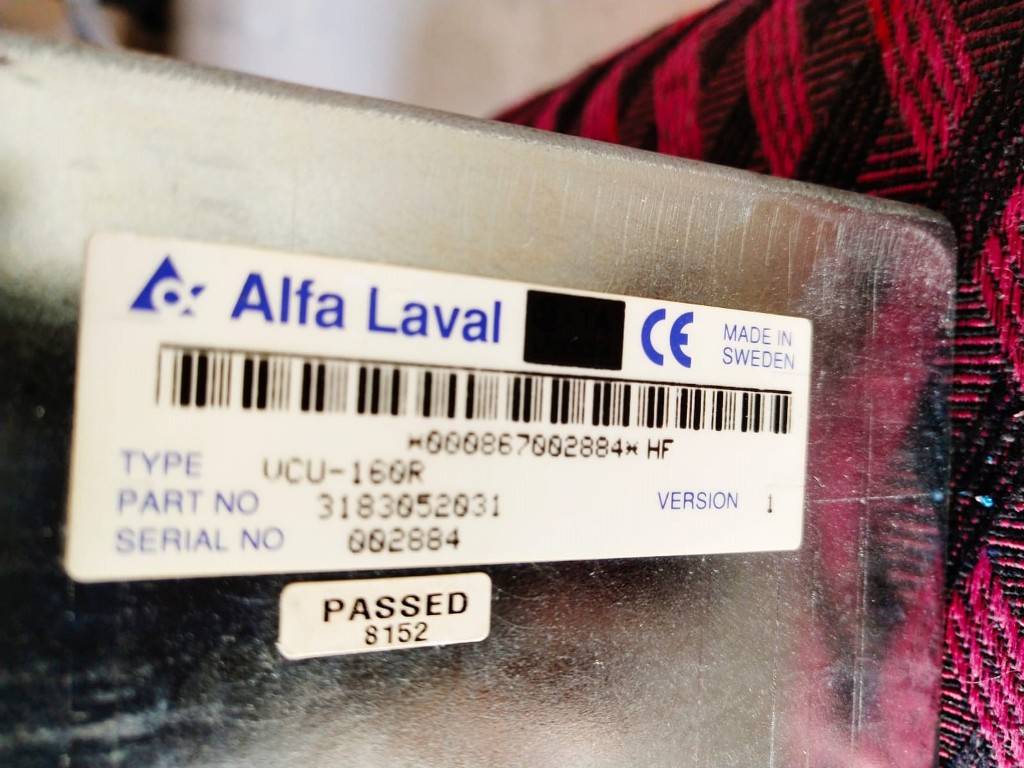 Alfa Laval CE MADE IN
SWEDEN
*000867002884* HF
TYPE VCU-160R
PART NO 3183052031 VERSION 1
SERIAL NO 002884
PASSED
8152